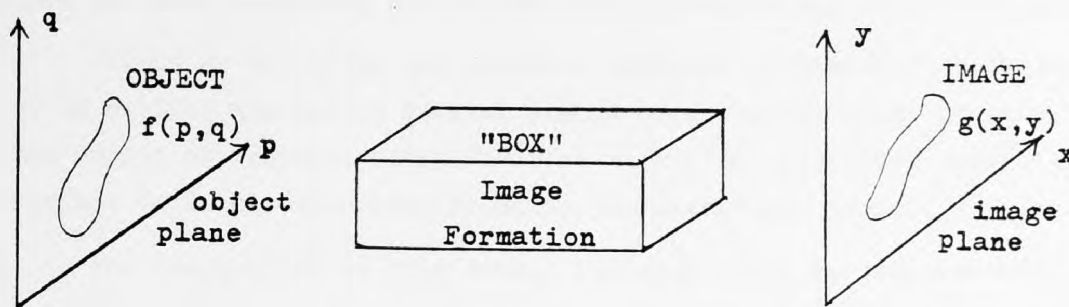 q
OBJECT
f(p,q)
p
object
plane
"BOX"
Image
Formation
y
IMAGE
g(x,y)
x
image
plane